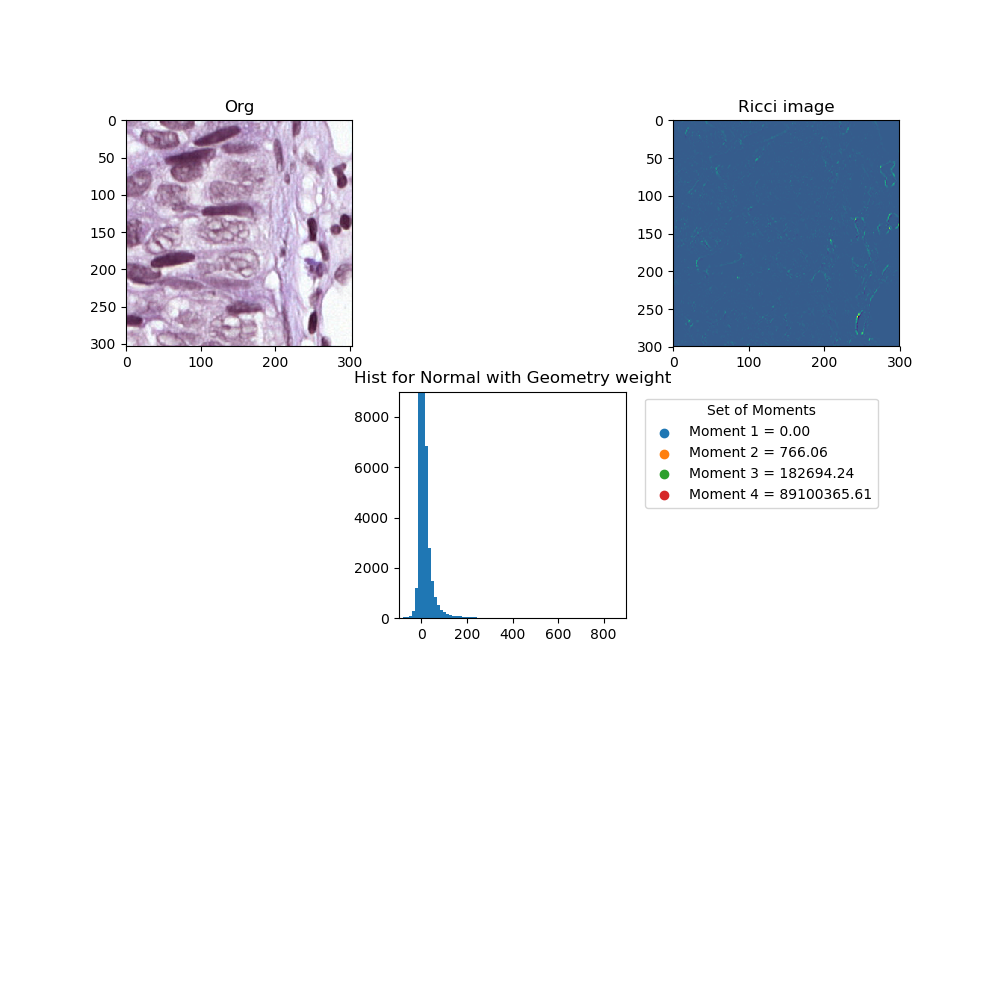 Org
0
50
100
150
200
250
300
0 100 200 300
Ricci image
0
50
100
150
200
250
300
0 100 200 300
Hist for Normal with Geometry weight
8000
6000
4000
2000
0
0 200 400 600 800
Set of Moments
Moment 1 = 0.00
Moment 2 = 766.06
Moment 3 = 182694.24
Moment 4 = 89100365.61